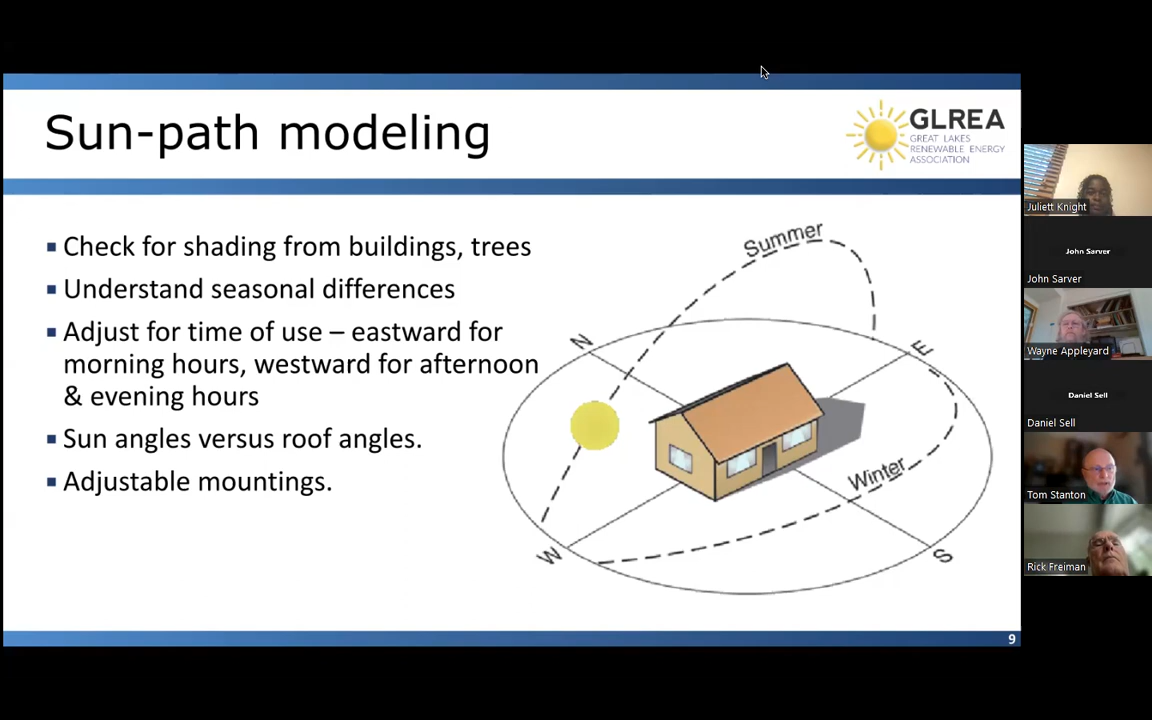 Sun-path modeling
GLREA
GREAT LAKES
RENEWABLE ENERGY
ASSOCIATION
▪ Check for shading from buildings, trees
▪ Understand seasonal differences
▪ Adjust for time of use – eastward for
morning hours, westward for afternoon
& evening hours
▪ Sun angles versus roof angles.
▪ Adjustable mountings.
Summer
N
E
Winter
W
S
9
Juliett Knight
John Sarver
John Sarver
Wayne Appleyard
Daniel Sell
Daniel Sell
Tom Stanton
Rick Freiman